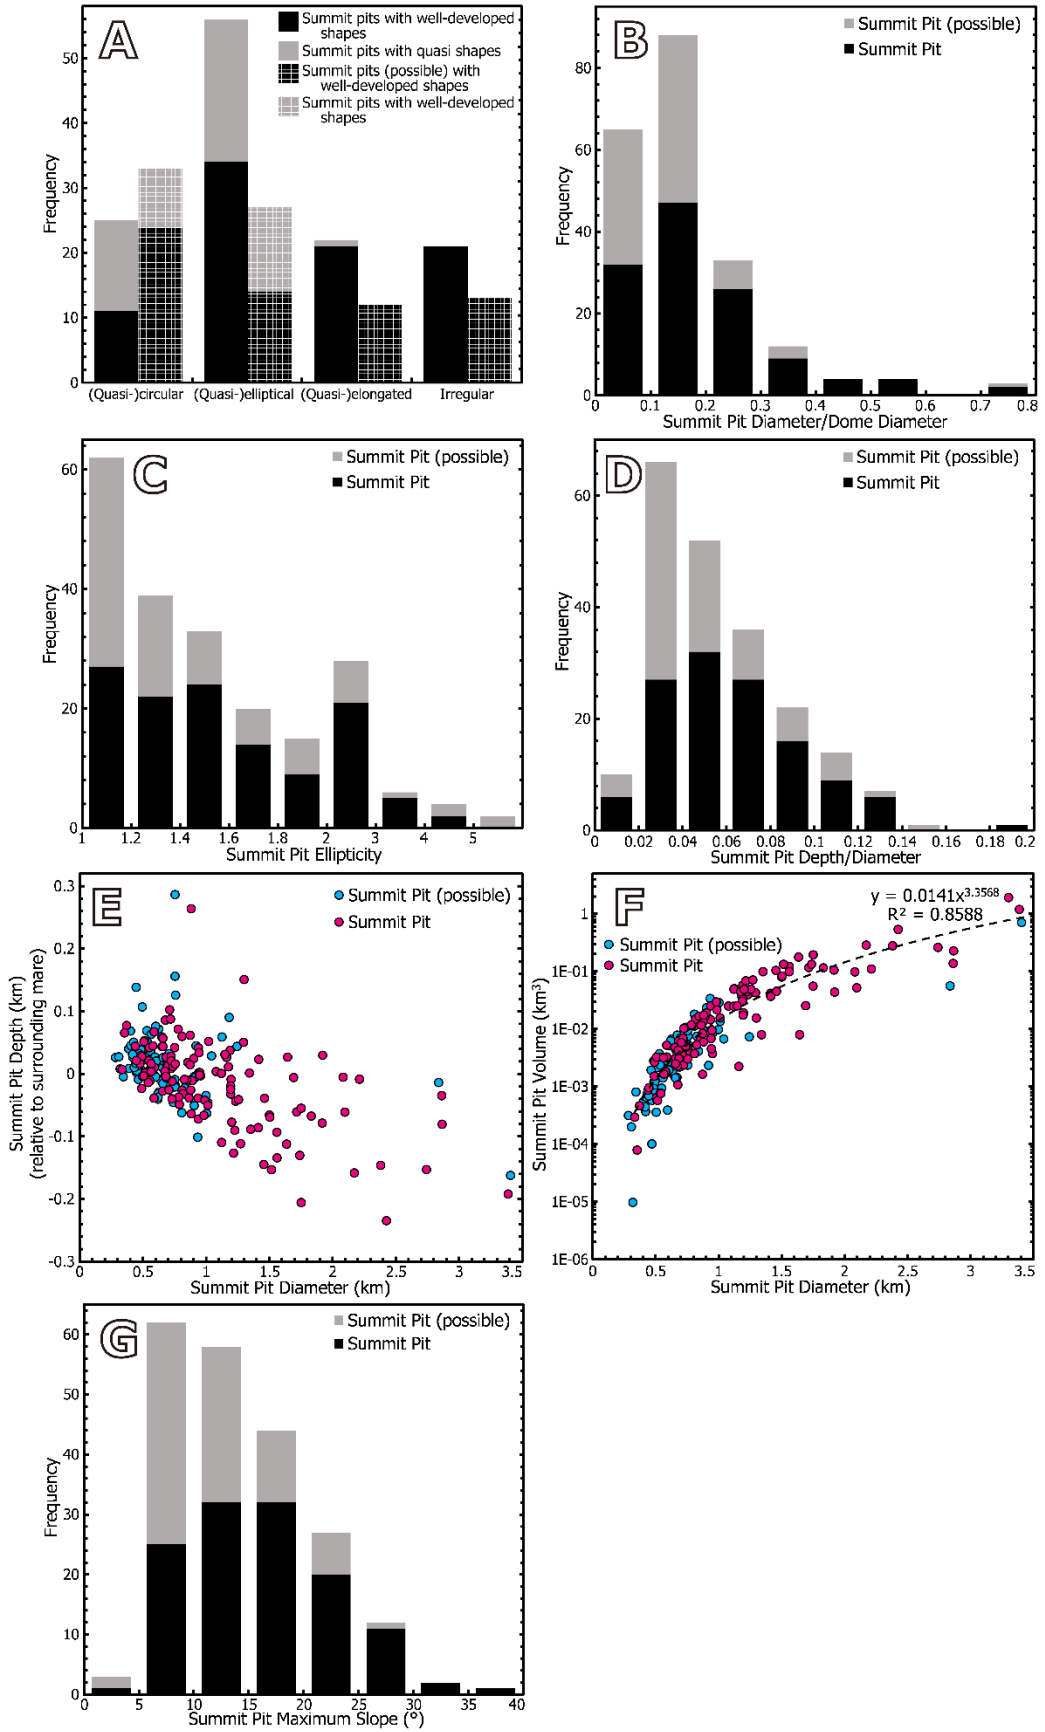 A
Summit pits with well-developed
shapes
Summit pits with quasi shapes
Summit pits (possible) with
well-developed shapes
Summit pits with well-developed
shapes
Frequency
50
40
30
20
10
0
(Quasi-)circular (Quasi-)elliptical (Quasi-)elongated Irregular
B
Summit Pit (possible)
Summit Pit
Frequency
80
60
40
20
0
0 0.1 0.2 0.3 0.4 0.5 0.6 0.7 0.8
Summit Pit Diameter/Dome Diameter
C
Summit Pit (possible)
Summit Pit
Frequency
60
40
20
0
1 1.2 1.4 1.6 1.8 2 3 4 5
Summit Pit Ellipticity
D
Summit Pit (possible)
Summit Pit
Frequency
60
40
20
0
0 0.02 0.04 0.06 0.08 0.1 0.12 0.14 0.16 0.18 0.2
Summit Pit Depth/Diameter
E
Summit Pit (possible)
Summit Pit
Summit Pit Depth (km)
(relative to surrounding mare)
0.3
0.2
0.1
0
-0.1
-0.2
-0.3
0 0.5 1 1.5 2 2.5 3 3.5
Summit Pit Diameter (km)
F
y = 0.0141x^3.3568
R² = 0.8588
Summit Pit (possible)
Summit Pit
Summit Pit Volume (km³)
1
1E-01
1E-02
1E-03
1E-04
1E-05
1E-06
0 0.5 1 1.5 2 2.5 3 3.5
Summit Pit Diameter (km)
G
Summit Pit (possible)
Summit Pit
Frequency
60
50
40
30
20
10
0
0 5 10 15 20 25 30 35 40
Summit Pit Maximum Slope (°)